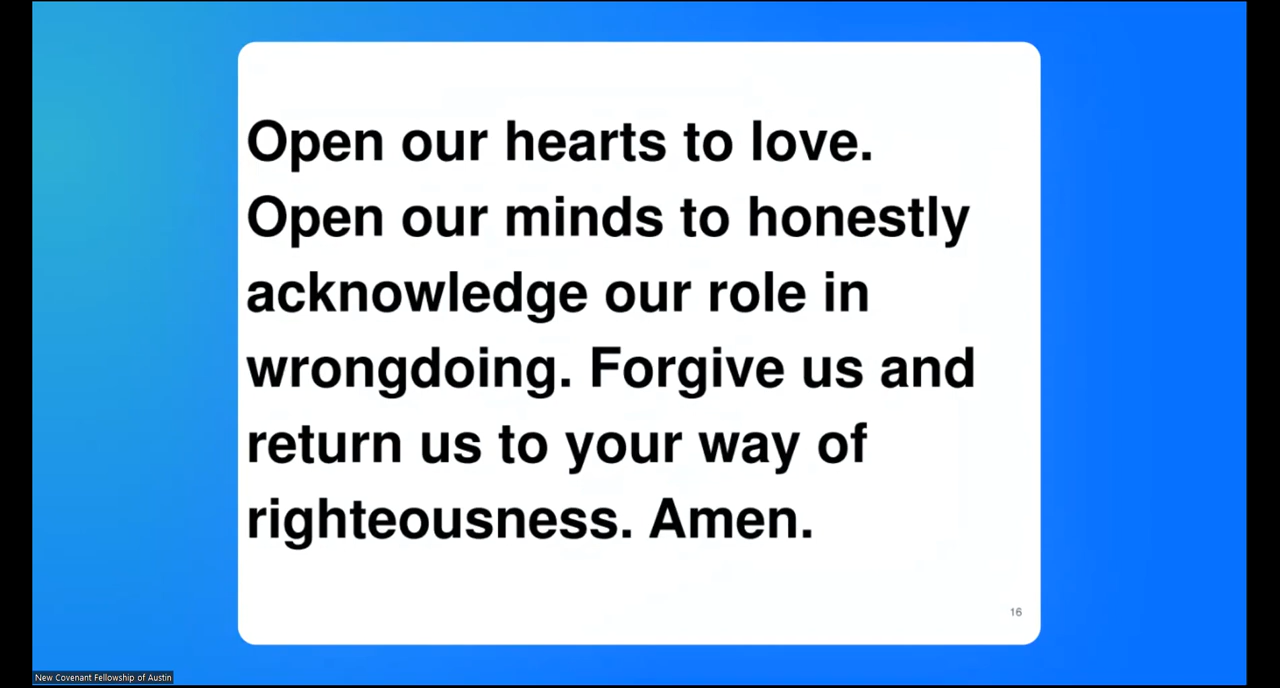 Open our hearts to love.
Open our minds to honestly
acknowledge our role in
wrongdoing. Forgive us and
return us to your way of
righteousness. Amen.
16
New Covenant Fellowship of Austin